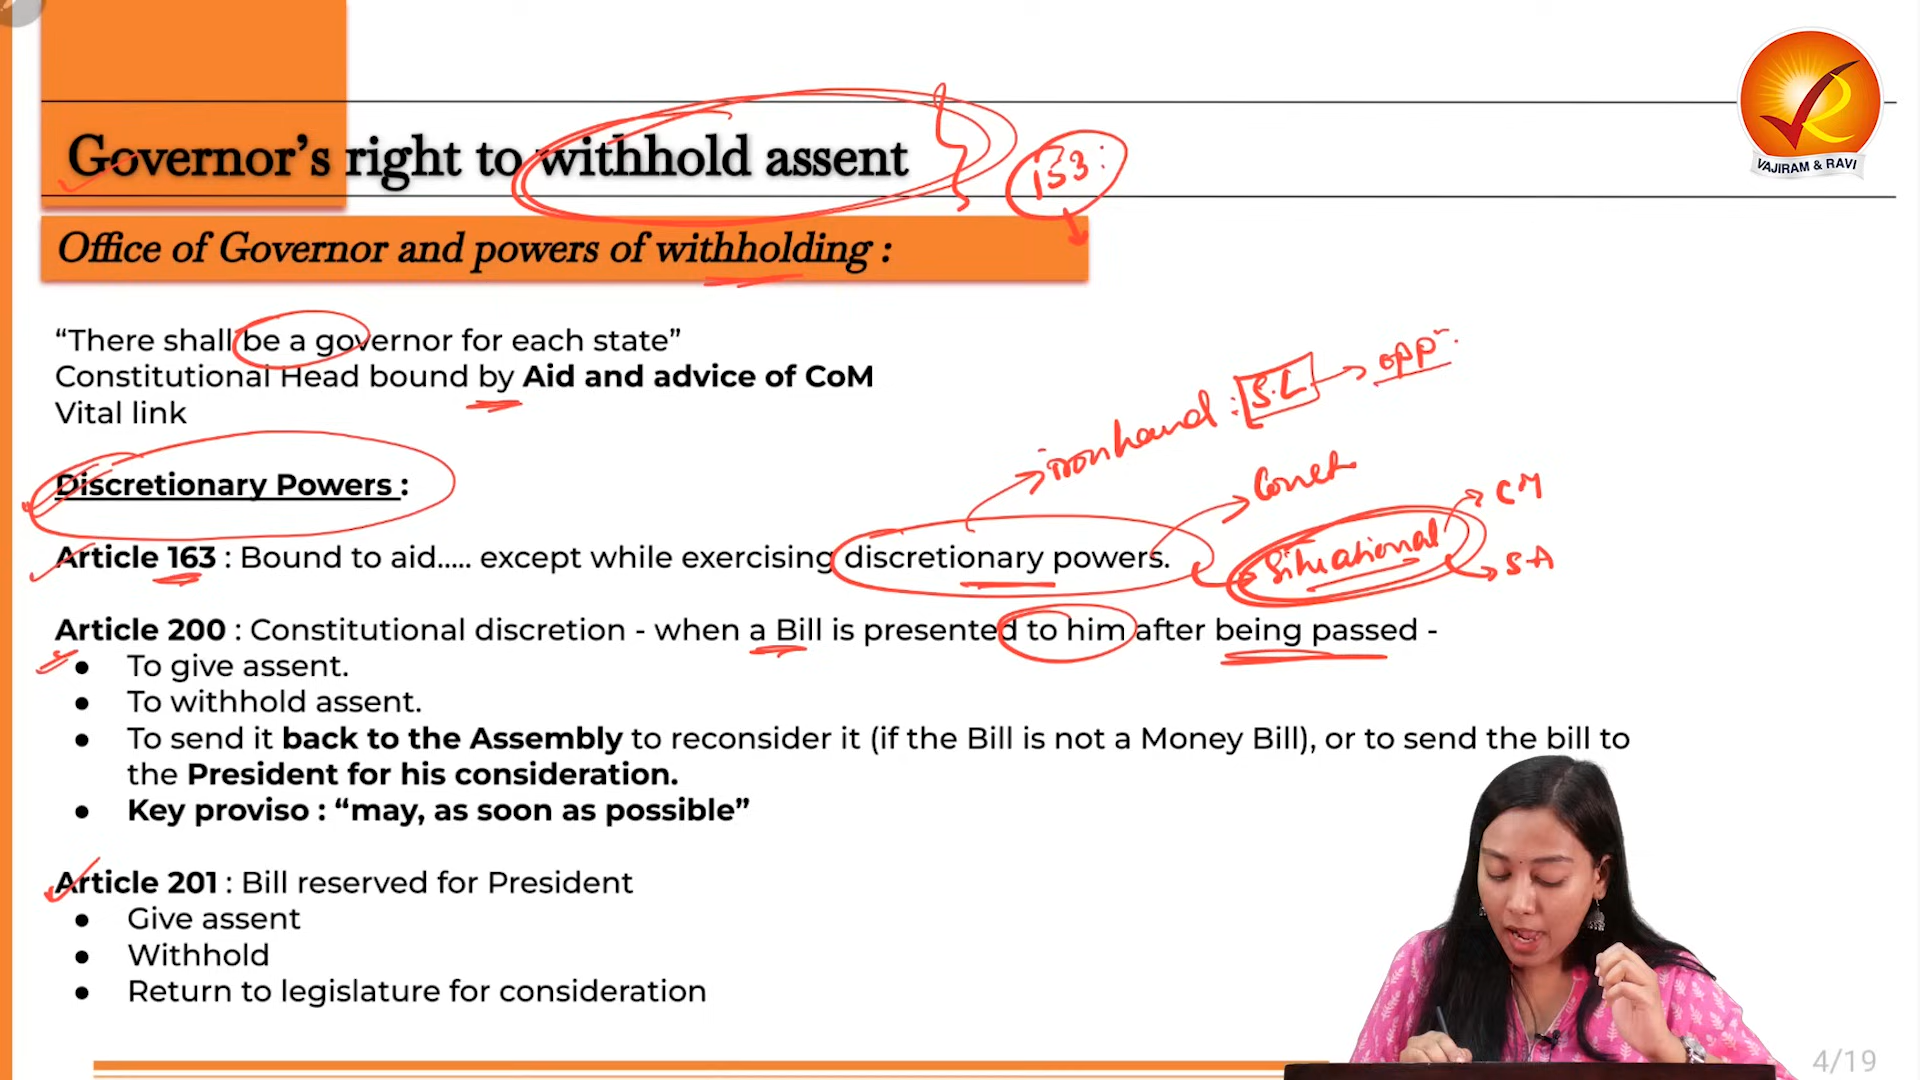 Governor’s right to withhold assent
153:
VAJIRAM & RAVI
Office of Governor and powers of withholding :
“There shall be a governor for each state”
Constitutional Head bound by Aid and advice of CoM
Vital link
ironhand : S.L → opp
Const
Discretionary Powers :
Situational
CM
SA
Article 163 : Bound to aid..... except while exercising discretionary powers.
Article 200 : Constitutional discretion - when a Bill is presented to him after being passed -
● To give assent.
● To withhold assent.
● To send it back to the Assembly to reconsider it (if the Bill is not a Money Bill), or to send the bill to
the President for his consideration.
● Key proviso : “may, as soon as possible”
Article 201 : Bill reserved for President
● Give assent
● Withhold
● Return to legislature for consideration
4/19